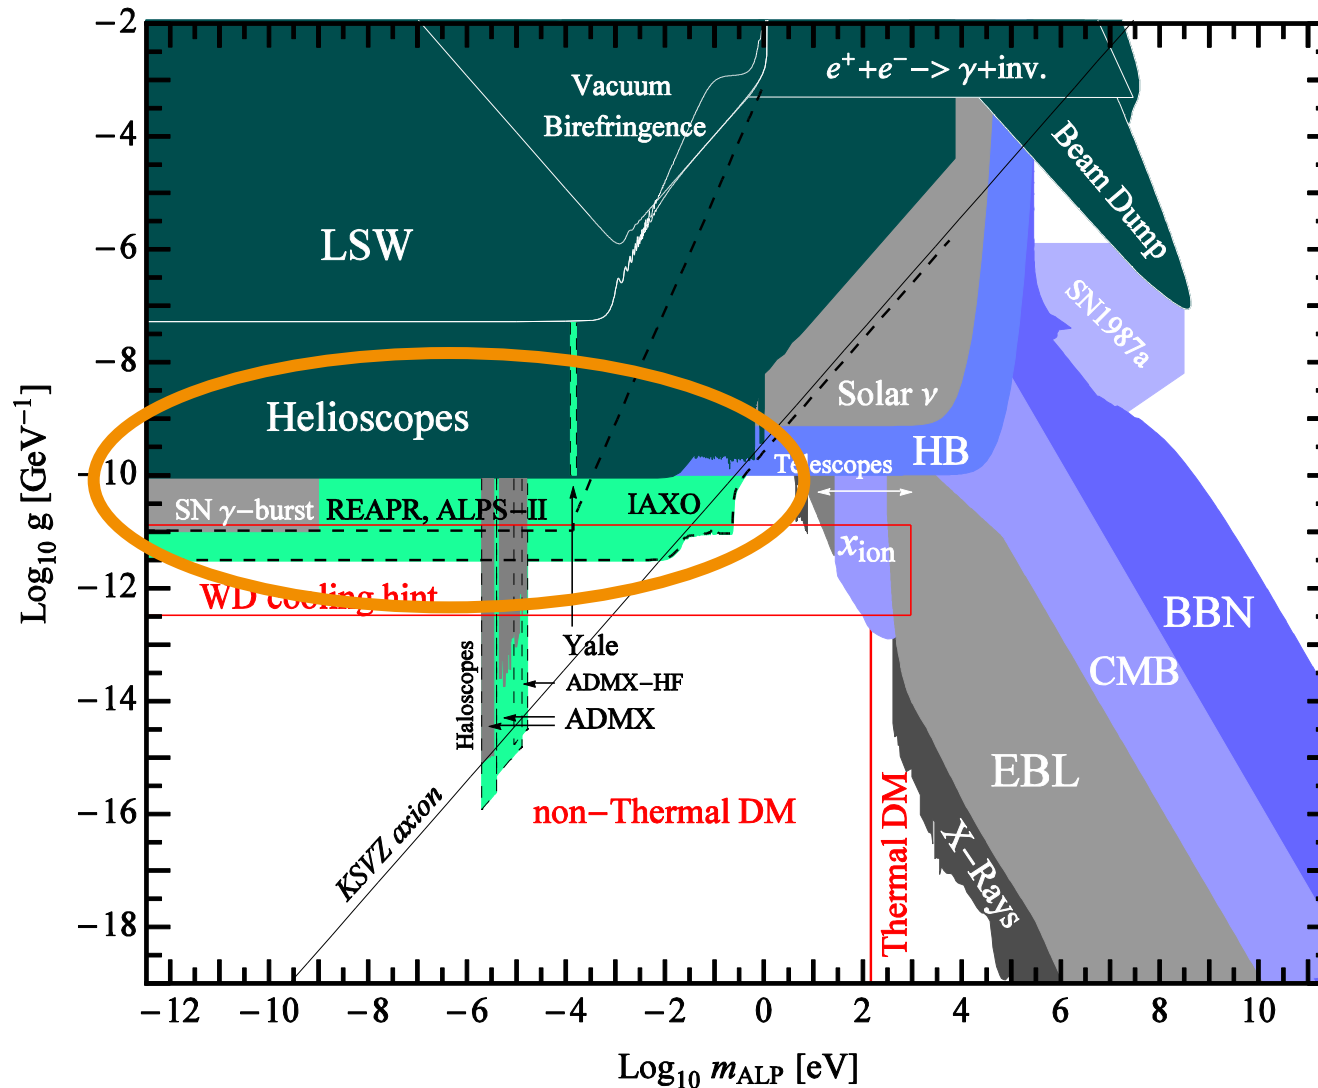 −2
−4
−6
−8
−10
−12
−14
−16
−18
Log10 g [GeV−1]
Vacuum
Birefringence
e+ + e− −> γ+inv.
Beam Dump
LSW
SN1987a
Helioscopes
Solar ν
HB
Telescopes
SN γ−burst
REAPR, ALPS−II
IAXO
xion
WD cooling hint
Yale
Haloscopes
ADMX−HF
ADMX
BBN
CMB
EBL
non−Thermal DM
KSVZ axion
Thermal DM
X−Rays
−12 −10 −8 −6 −4 −2 0 2 4 6 8 10
Log10 mALP [eV]